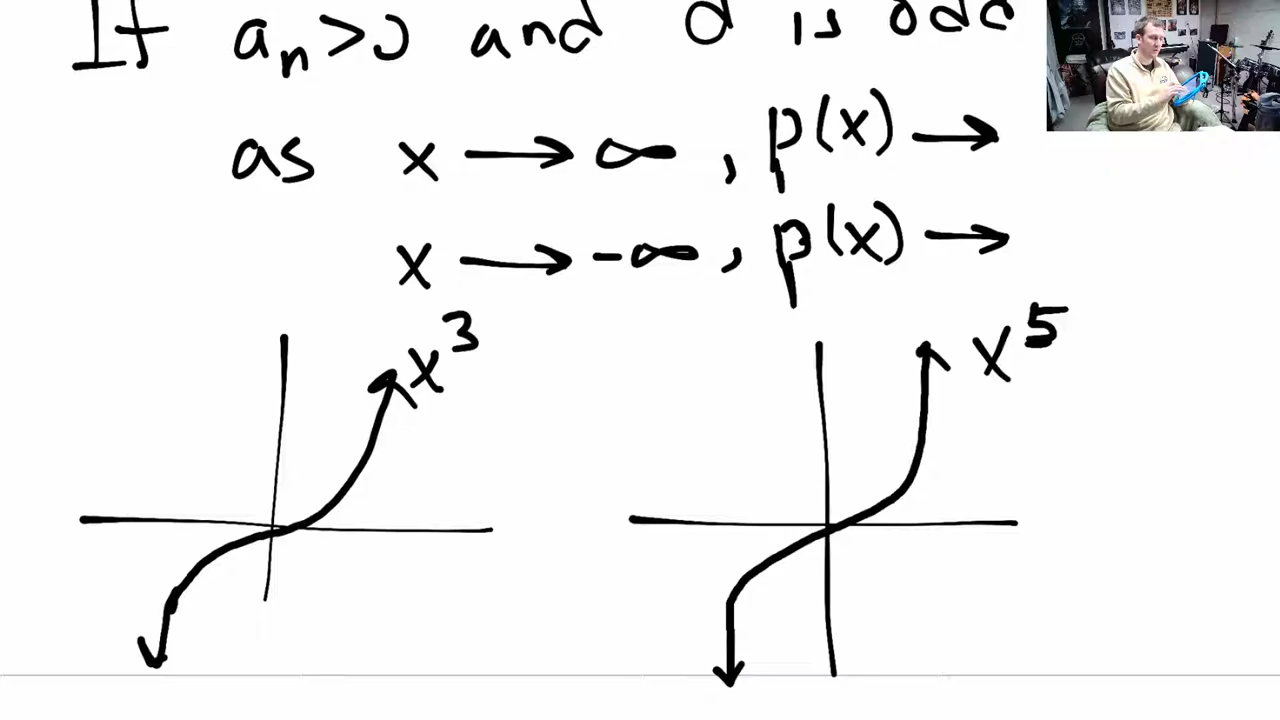 If aₙ>0 and d is odd
as x → ∞ , p(x) →
x → -∞ , p(x) →
x³
x⁵